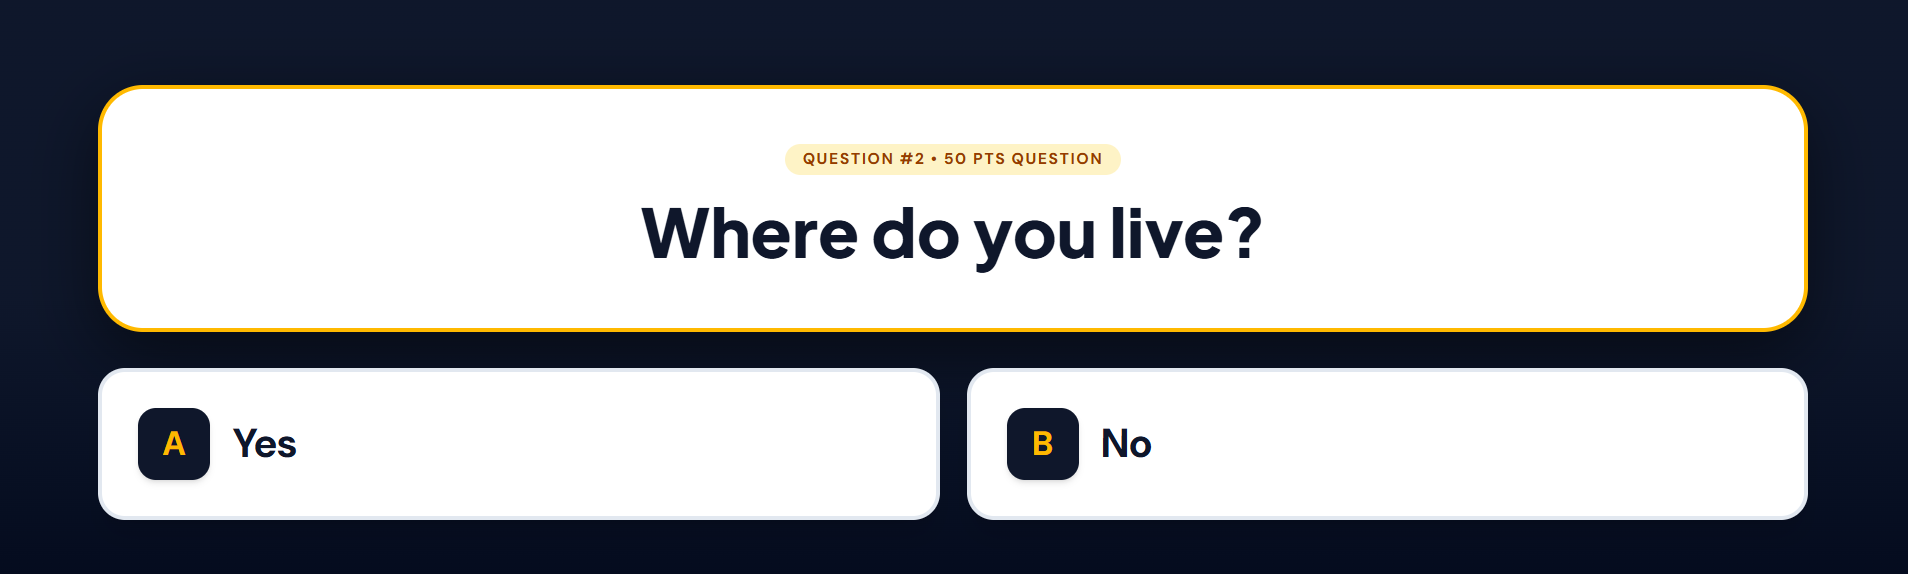 QUESTION #2 • 50 PTS QUESTION
Where do you live?
A Yes
B No